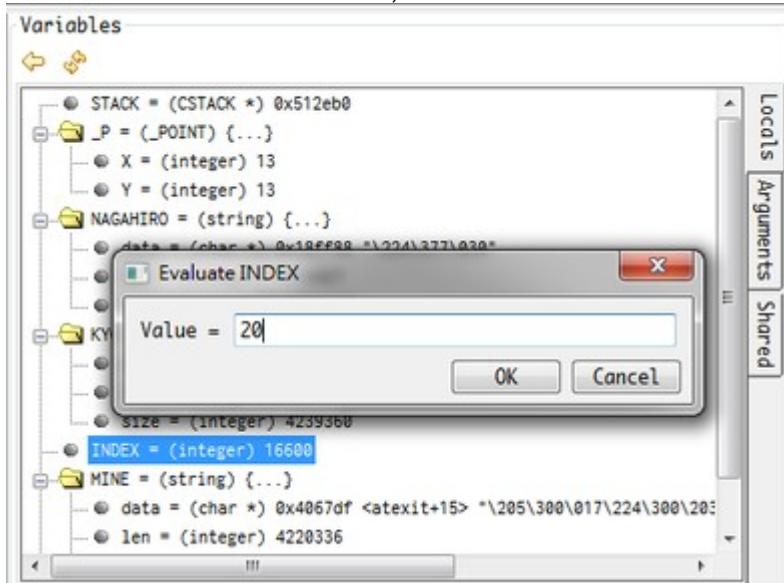 Variables
STACK = (CSTACK *) 0x512eb0
_P = (_POINT) {...}
X = (integer) 13
Y = (integer) 13
NAGAHIRO = (string) {...}
data = (char *) 0x18ff88 "\224\377\030"
Evaluate INDEX
Value = 20
OK Cancel
size = (integer) 4239360
INDEX = (integer) 16600
MINE = (string) {...}
data = (char *) 0x4067df <atexit+15> "\205\300\017\224\300\203
len = (integer) 4220336
Locals
Arguments
Shared